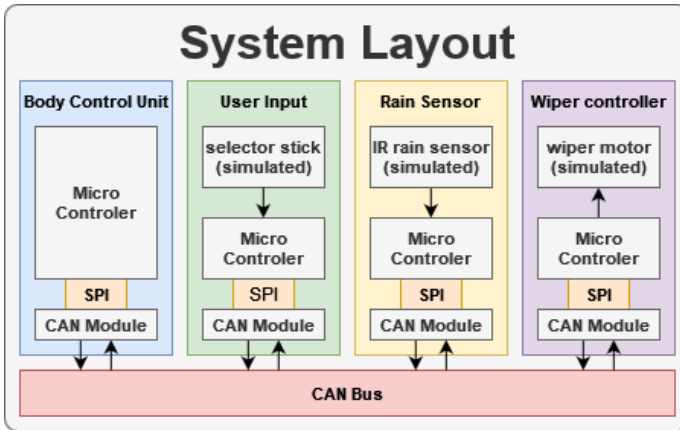 System Layout
Body Control Unit
Micro
Controler
SPI
CAN Module
User Input
selector stick
(simulated)
Micro
Controler
SPI
CAN Module
Rain Sensor
IR rain sensor
(simulated)
Micro
Controler
SPI
CAN Module
Wiper controller
wiper motor
(simulated)
Micro
Controler
SPI
CAN Module
CAN Bus